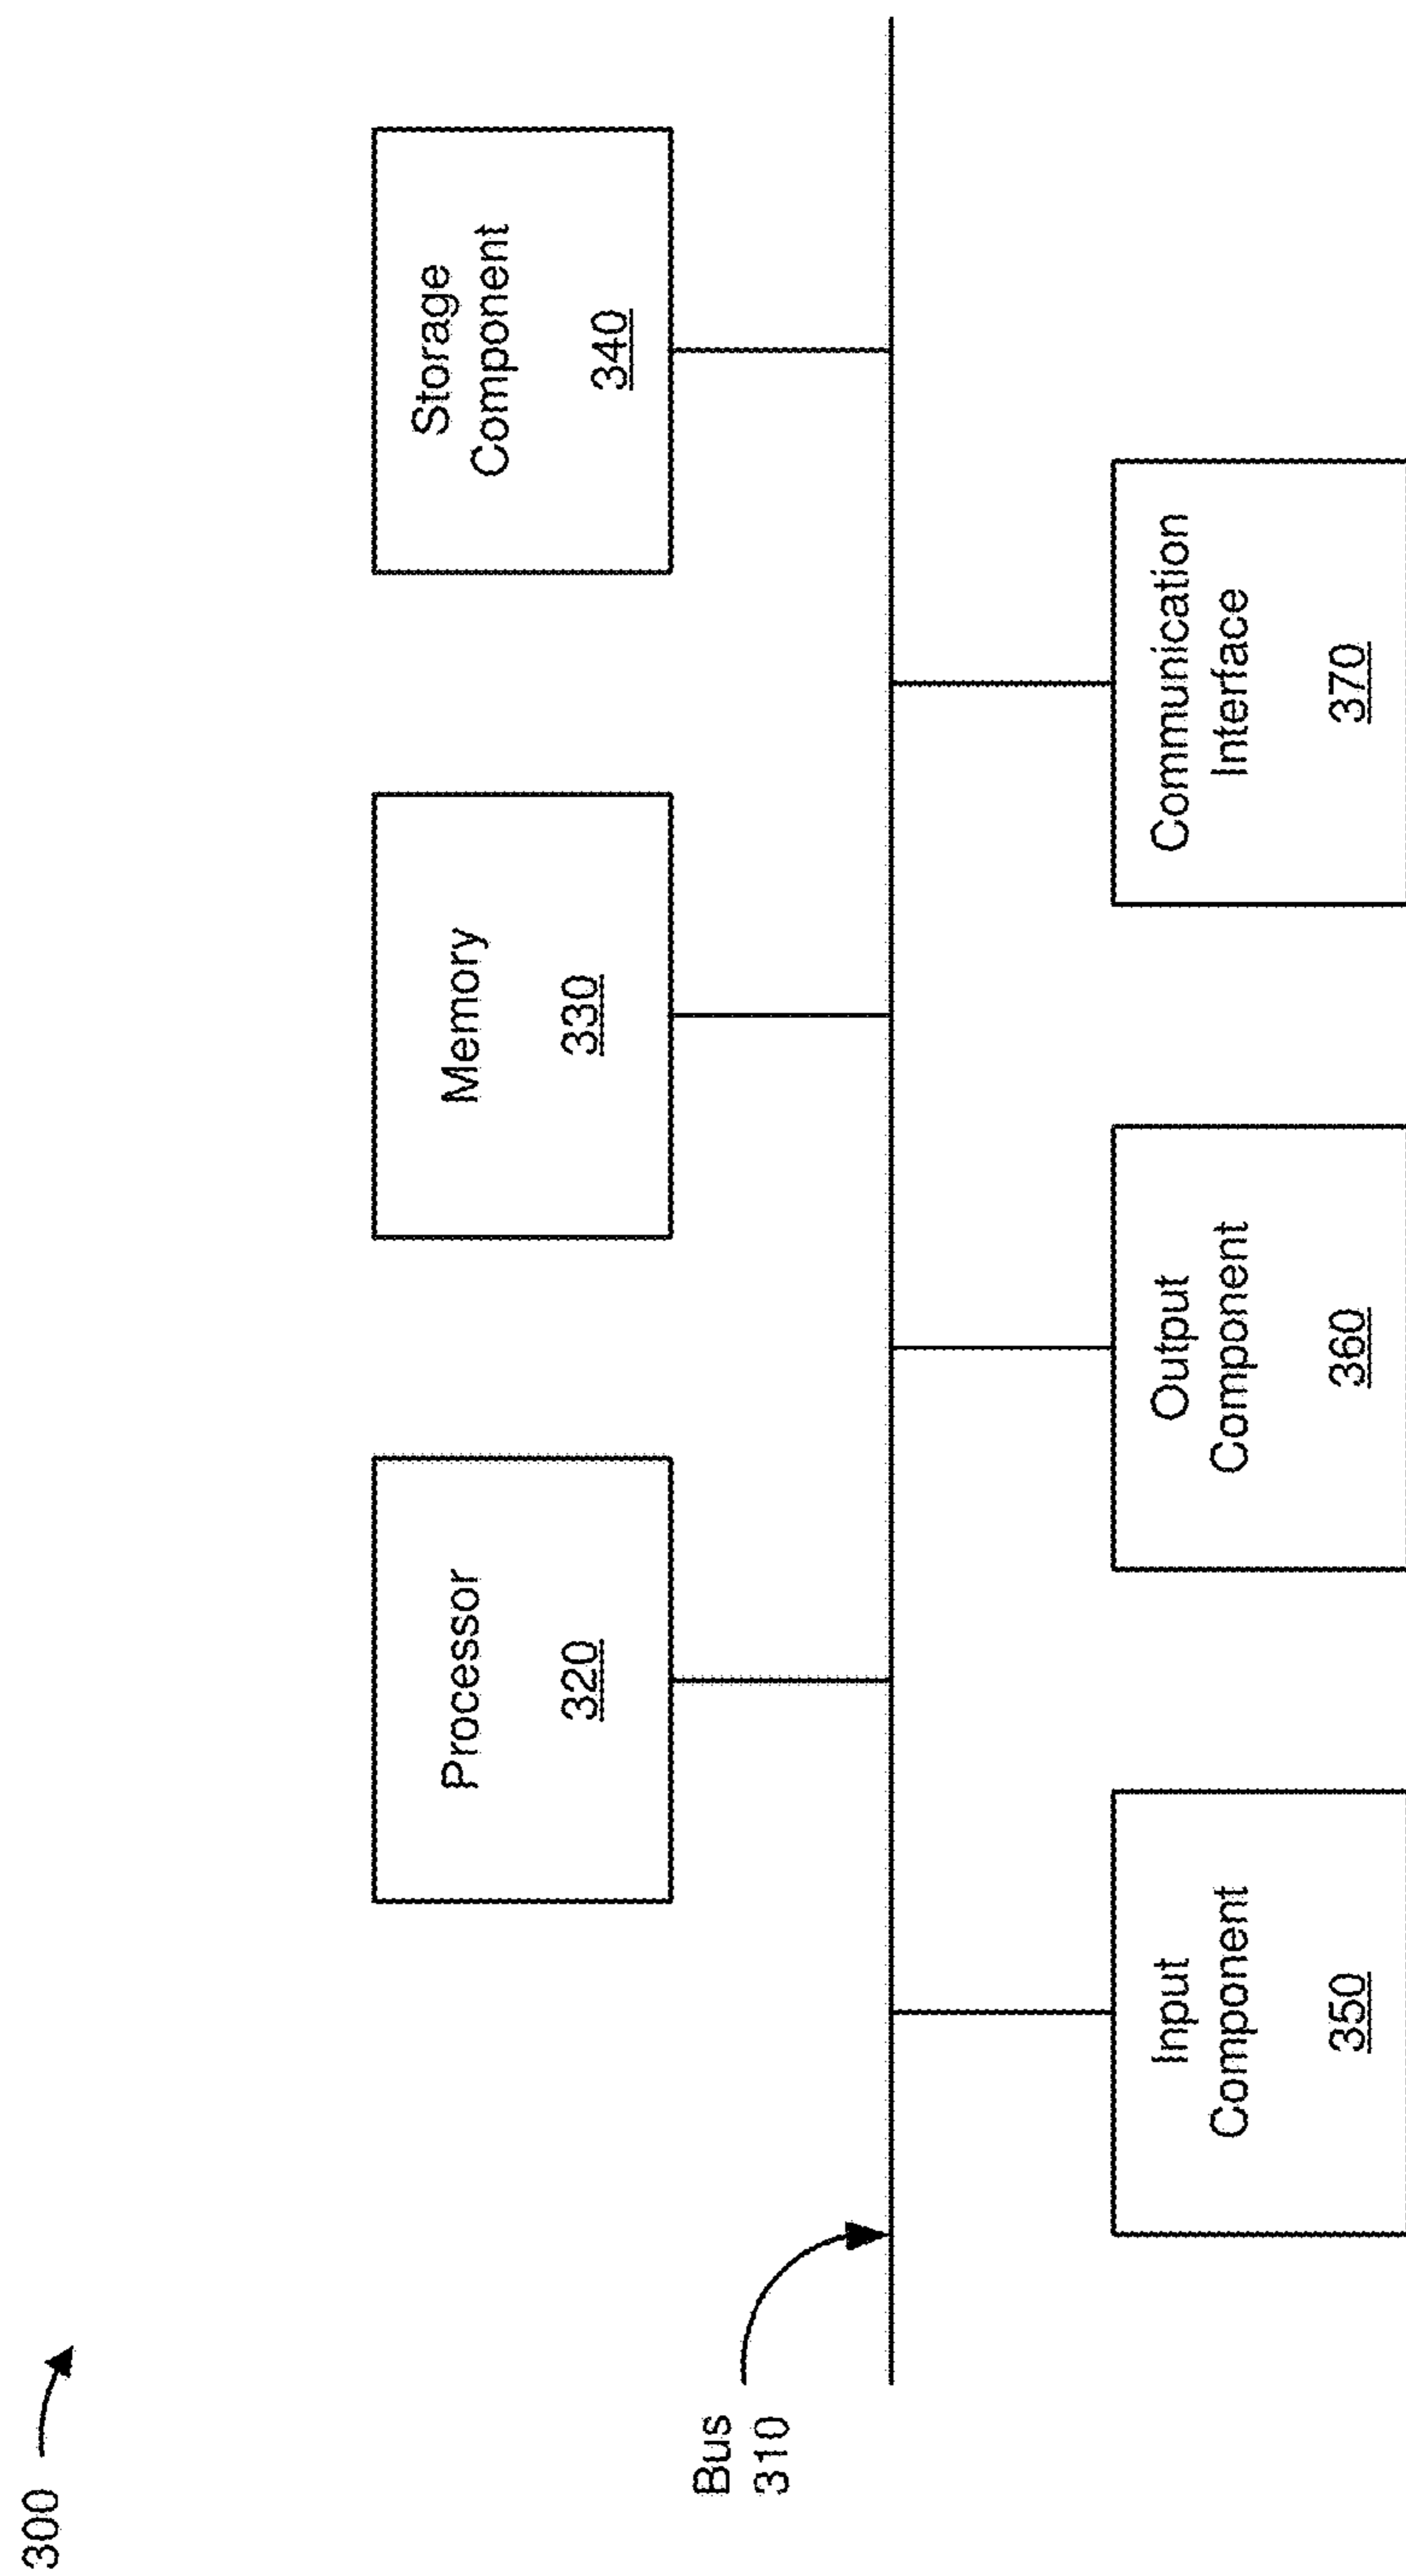 300
Processor
320
Memory
330
Storage
Component
340
Bus
310
Input
Component
350
Output
Component
360
Communication
Interface
370